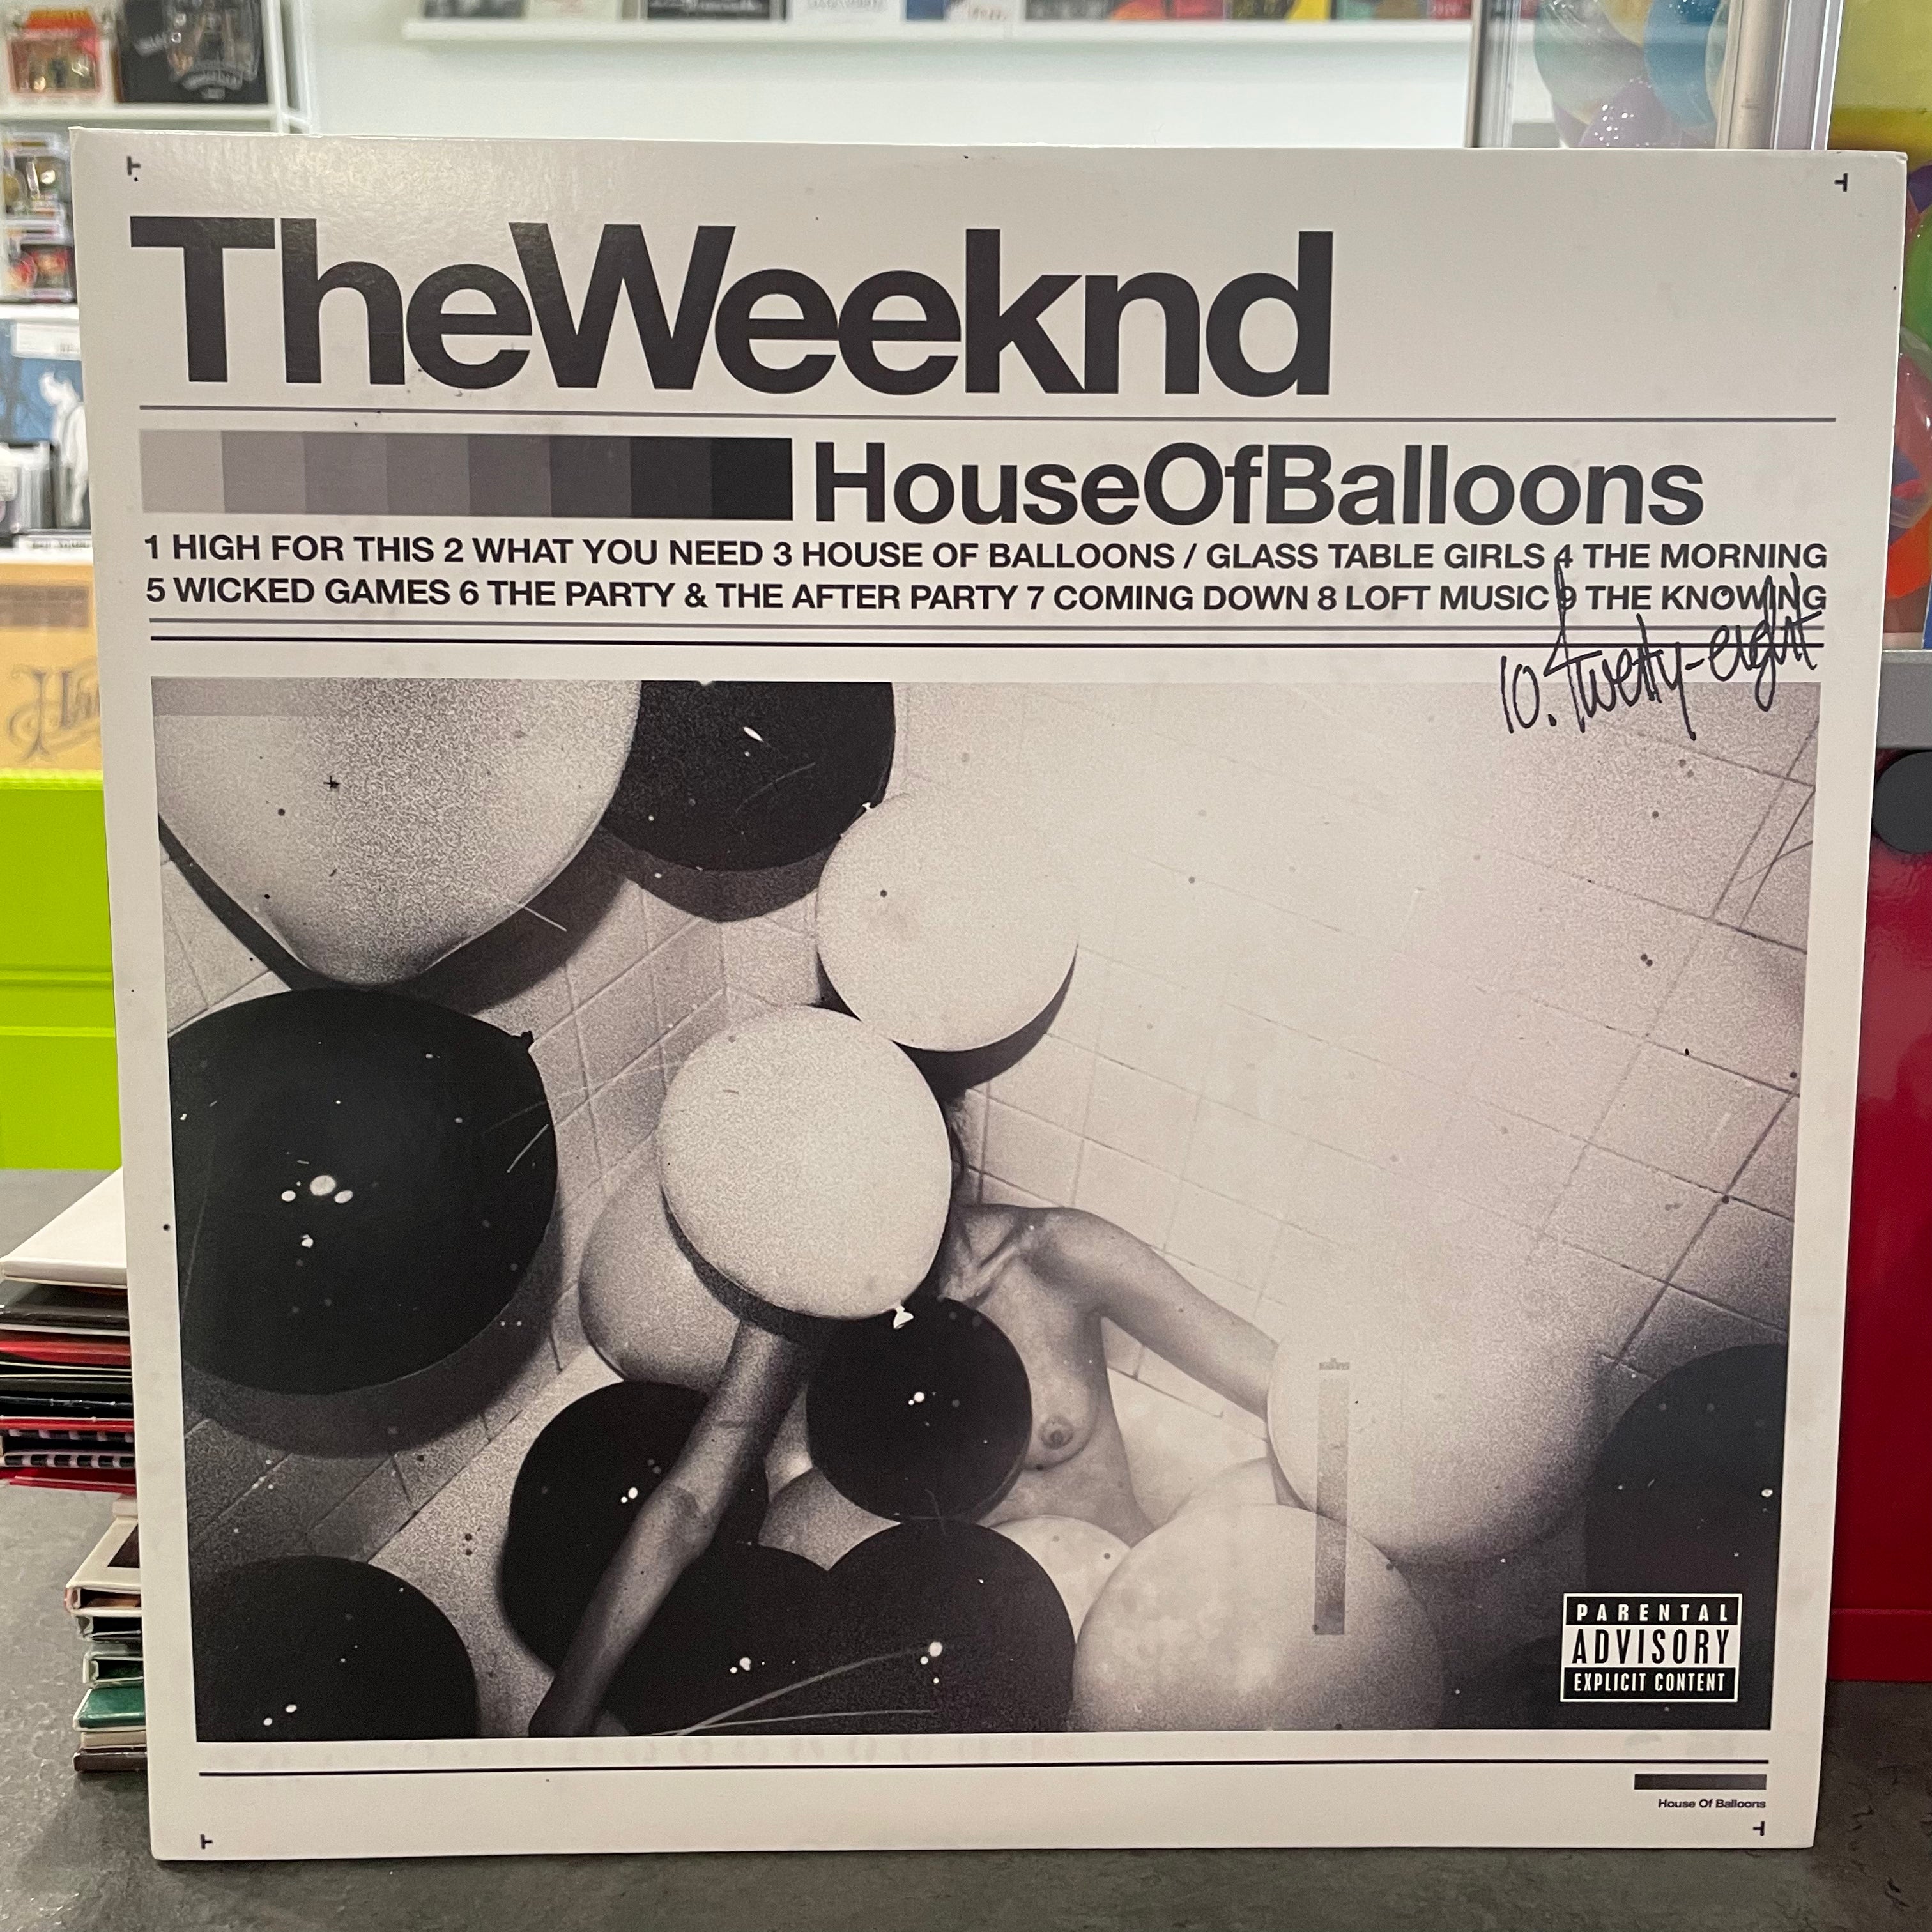 TheWeeknd
HouseOfBalloons
1 HIGH FOR THIS 2 WHAT YOU NEED 3 HOUSE OF BALLOONS / GLASS TABLE GIRLS 4 THE MORNING
5 WICKED GAMES 6 THE PARTY & THE AFTER PARTY 7 COMING DOWN 8 LOFT MUSIC 9 THE KNOWING
10. twenty-eight
PARENTAL
ADVISORY
EXPLICIT CONTENT
House Of Balloons